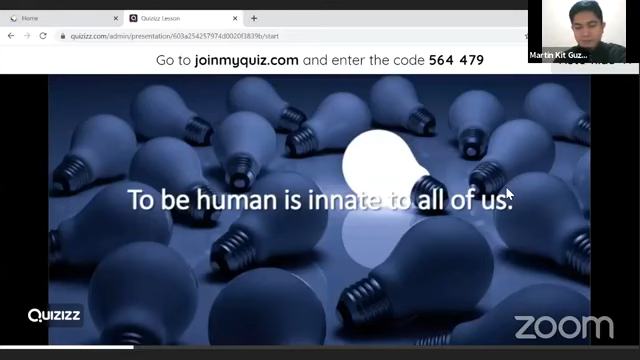 Home
Quizizz Lesson
quizizz.com/admin/presentation/603a254257974d0020f3839b/start
Go to joinmyquiz.com and enter the code 564 479
Martin Kit Guz...
To be human is innate to all of us.
Quizizz
zoom